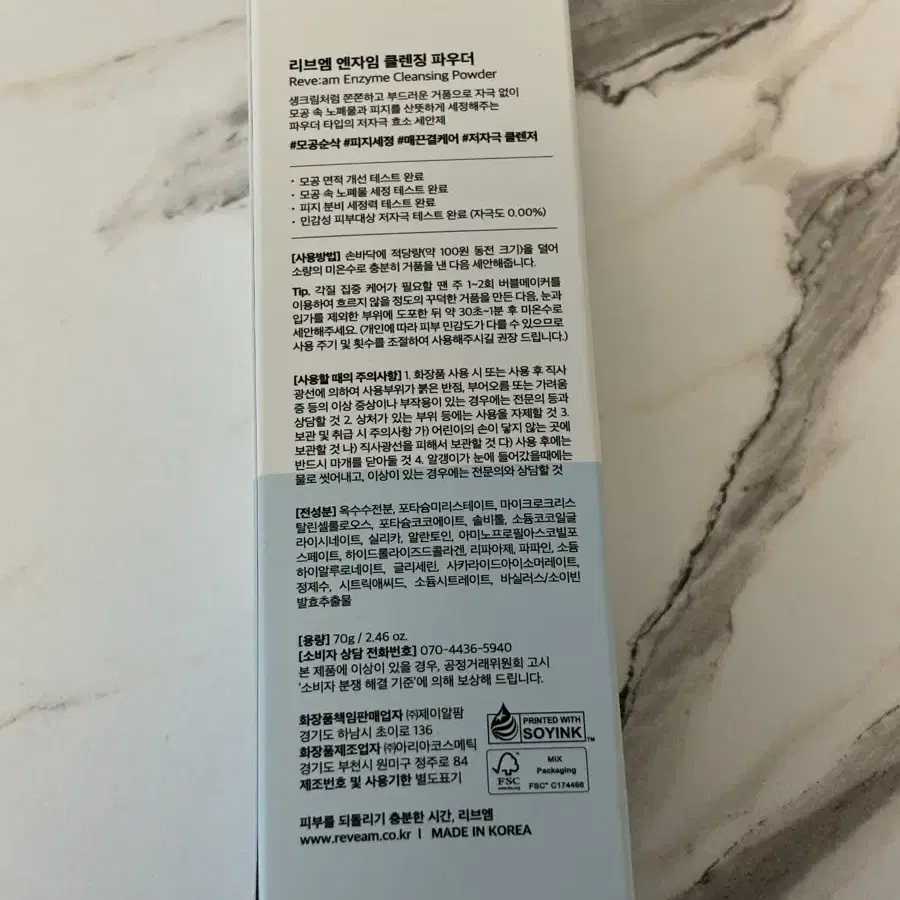 리브엠 엔자임 클렌징 파우더
Reve:am Enzyme Cleansing Powder
생크림처럼 쫀쫀하고 부드러운 거품으로 자극 없이
모공 속 노폐물과 피지를 산뜻하게 세정해주는
파우더 타입의 저자극 효소 세안제
#모공순삭 #피지세정 #매끈결케어 #저자극 클렌저
· 모공 면적 개선 테스트 완료
· 모공 속 노폐물 세정 테스트 완료
· 피지 분비 세정력 테스트 완료
· 민감성 피부대상 저자극 테스트 완료 (자극도 0.00%)
[사용방법] 손바닥에 적당량(약 100원 동전 크기)을 덜어
소량의 미온수로 충분히 거품을 낸 다음 세안해줍니다.
Tip. 각질 집중 케어가 필요할 땐 주 1~2회 버블메이커를
이용하여 흐르지 않을 정도의 꾸덕한 거품을 만든 다음, 눈과
입가를 제외한 부위에 도포한 뒤 약 30초~1분 후 미온수로
세안해주세요. (개인에 따라 피부 민감도가 다를 수 있으므로
사용 주기 및 횟수를 조절하여 사용해주시길 권장 드립니다.)
[사용할 때의 주의사항] 1. 화장품 사용 시 또는 사용 후 직사
광선에 의하여 사용부위가 붉은 반점, 부어오름 또는 가려움
증 등의 이상 증상이나 부작용이 있는 경우에는 전문의 등과
상담할 것 2. 상처가 있는 부위 등에는 사용을 자제할 것 3.
보관 및 취급 시 주의사항 가) 어린이의 손이 닿지 않는 곳에
보관할 것 나) 직사광선을 피해서 보관할 것 다) 사용 후에는
반드시 마개를 닫아둘 것 4. 알갱이가 눈에 들어갔을때에는
물로 씻어내고, 이상이 있는 경우에는 전문의와 상담할 것
[전성분] 옥수수전분, 포타슘미리스테이트, 마이크로크리스
탈린셀룰로오스, 포타슘코코에이트, 솔비톨, 소듐코코일글
라이시네이트, 실리카, 알란토인, 아미노프로필아스코빌포
스페이트, 하이드롤라이즈드콜라겐, 리파아제, 파파인, 소듐
하이알루로네이트, 글리세린, 사카라이드아이소머레이트,
정제수, 시트릭애씨드, 소듐시트레이트, 바실러스/소이빈
발효추출물
[용량] 70g / 2.46 oz.
[소비자 상담 전화번호] 070-4436-5940
본 제품에 이상이 있을 경우, 공정거래위원회 고시
'소비자 분쟁 해결 기준'에 의해 보상해 드립니다.
화장품책임판매업자 ㈜제이알팜
경기도 하남시 초이로 136
화장품제조업자 ㈜아리아코스메틱
경기도 부천시 원미구 정주로 84
제조번호 및 사용기한 별도표기
PRINTED WITH
SOYINK™
FSC
MIX
Packaging
FSC® C174466
피부를 되돌리기 충분한 시간, 리브엠
www.reveam.co.kr | MADE IN KOREA